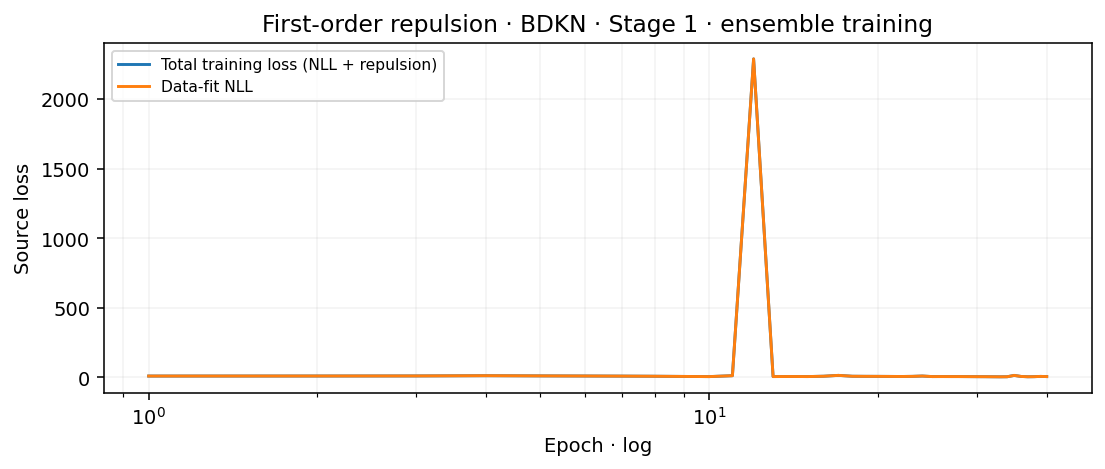 First-order repulsion · BDKN · Stage 1 · ensemble training
Total training loss (NLL + repulsion)
Data-fit NLL
Source loss
2000
1500
1000
500
0
10⁰
10¹
Epoch · log